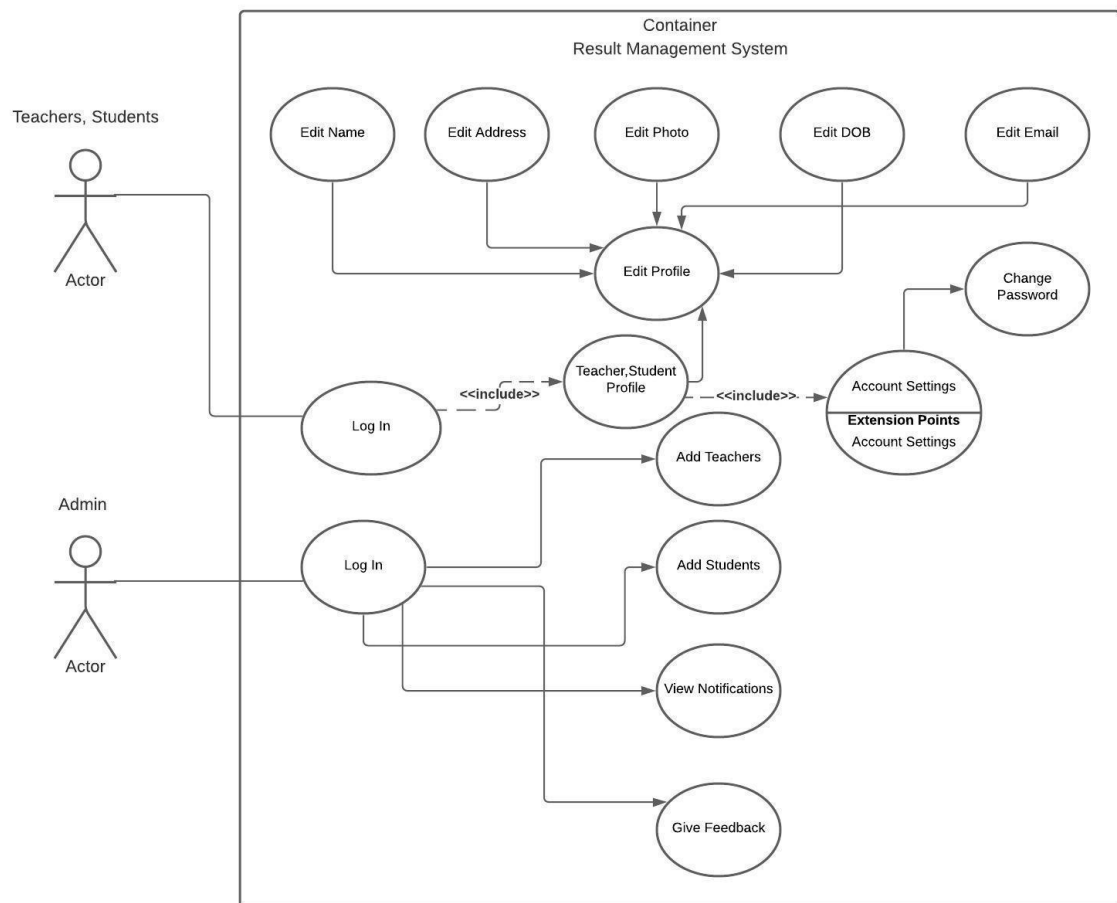 Container
Result Management System
Teachers, Students
Actor
Edit Name
Edit Address
Edit Photo
Edit DOB
Edit Email
Edit Profile
Change
Password
Teacher,Student
Profile
<<include>>
<<include>>
Account Settings
Extension Points
Account Settings
Log In
Add Teachers
Admin
Actor
Log In
Add Students
View Notifications
Give Feedback